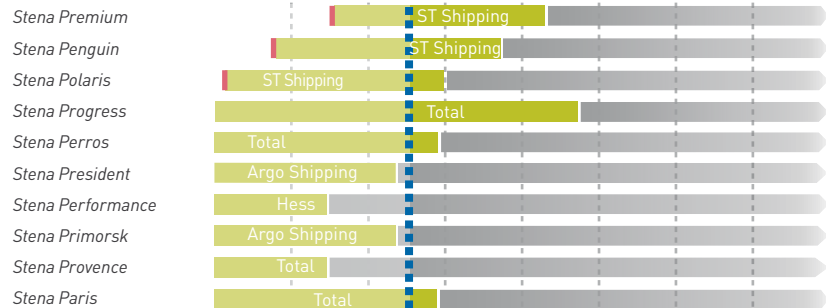 Stena Premium ST Shipping
Stena Penguin ST Shipping
Stena Polaris ST Shipping
Stena Progress Total
Stena Perros Total
Stena President Argo Shipping
Stena Performance Hess
Stena Primorsk Argo Shipping
Stena Provence Total
Stena Paris Total